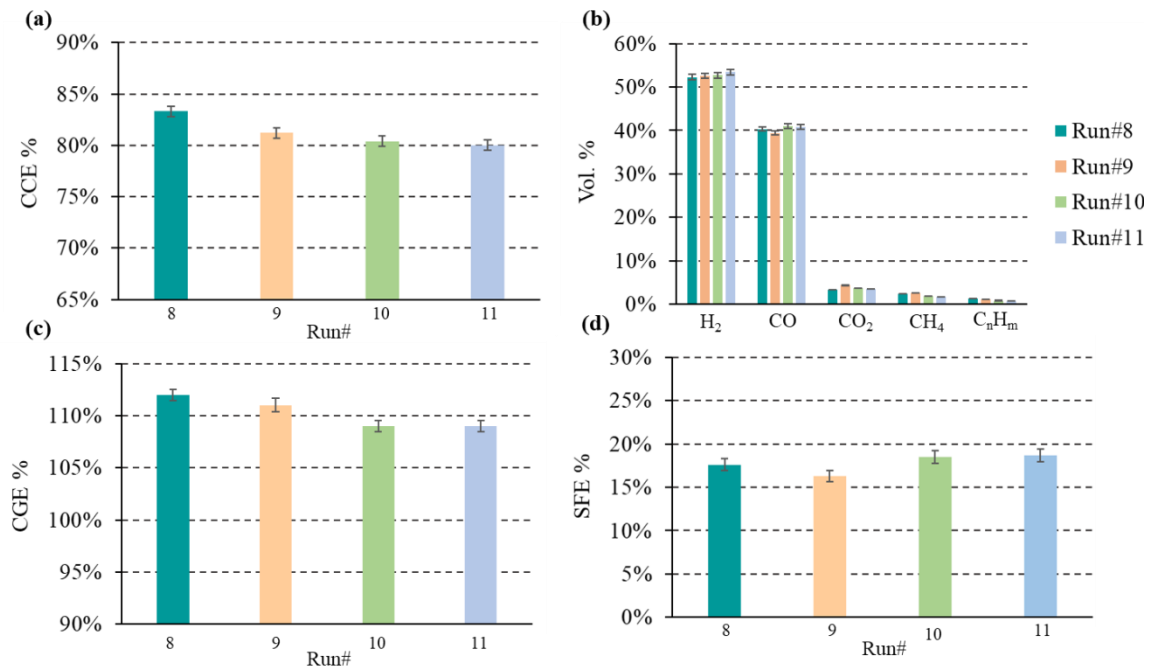 (a)
90%
85%
80%
75%
70%
65%
CCE %
8 9 10 11
Run#
(b)
60%
50%
40%
30%
20%
10%
0%
Vol. %
H₂ CO CO₂ CH₄ CₙHₘ
Run#8
Run#9
Run#10
Run#11
(c)
115%
110%
105%
100%
95%
90%
CGE %
8 9 10 11
Run#
(d)
30%
25%
20%
15%
10%
5%
0%
SFE %
8 9 10 11
Run#